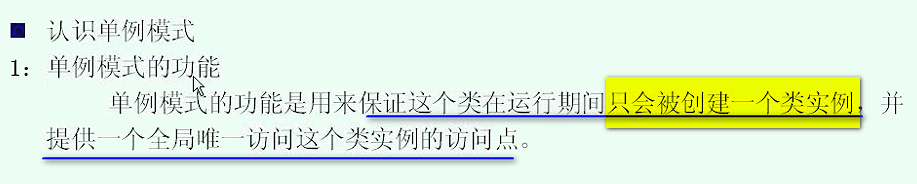 认识单例模式
1：单例模式的功能
单例模式的功能是用来保证这个类在运行期间只会被创建一个类实例，并
提供一个全局唯一访问这个类实例的访问点。